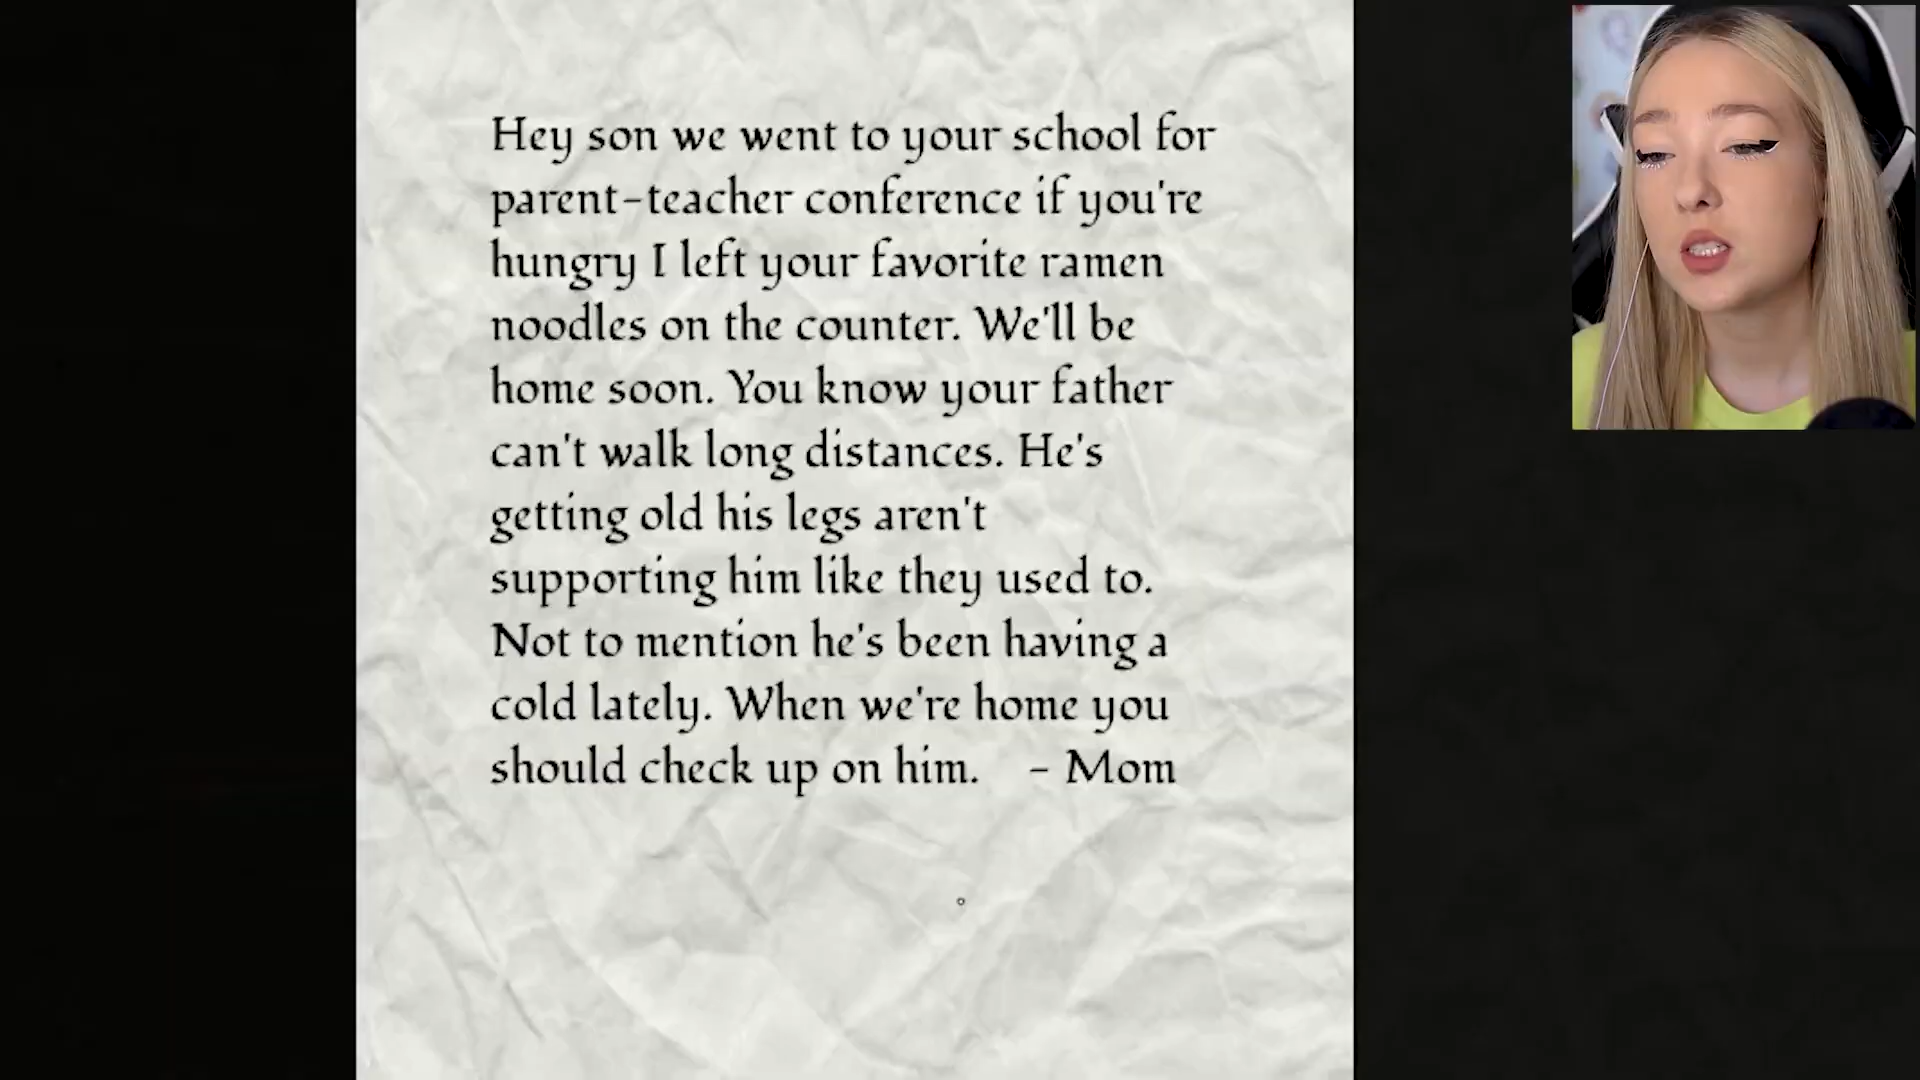 Hey son we went to your school for
parent-teacher conference if you're
hungry I left your favorite ramen
noodles on the counter. We'll be
home soon. You know your father
can't walk long distances. He's
getting old his legs aren't
supporting him like they used to.
Not to mention he's been having a
cold lately. When we're home you
should check up on him. - Mom